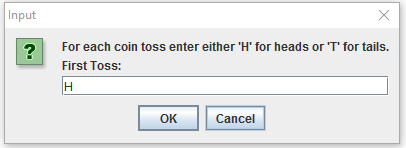 Input
?
For each coin toss enter either 'H' for heads or 'T' for tails.
First Toss:
H
OK
Cancel